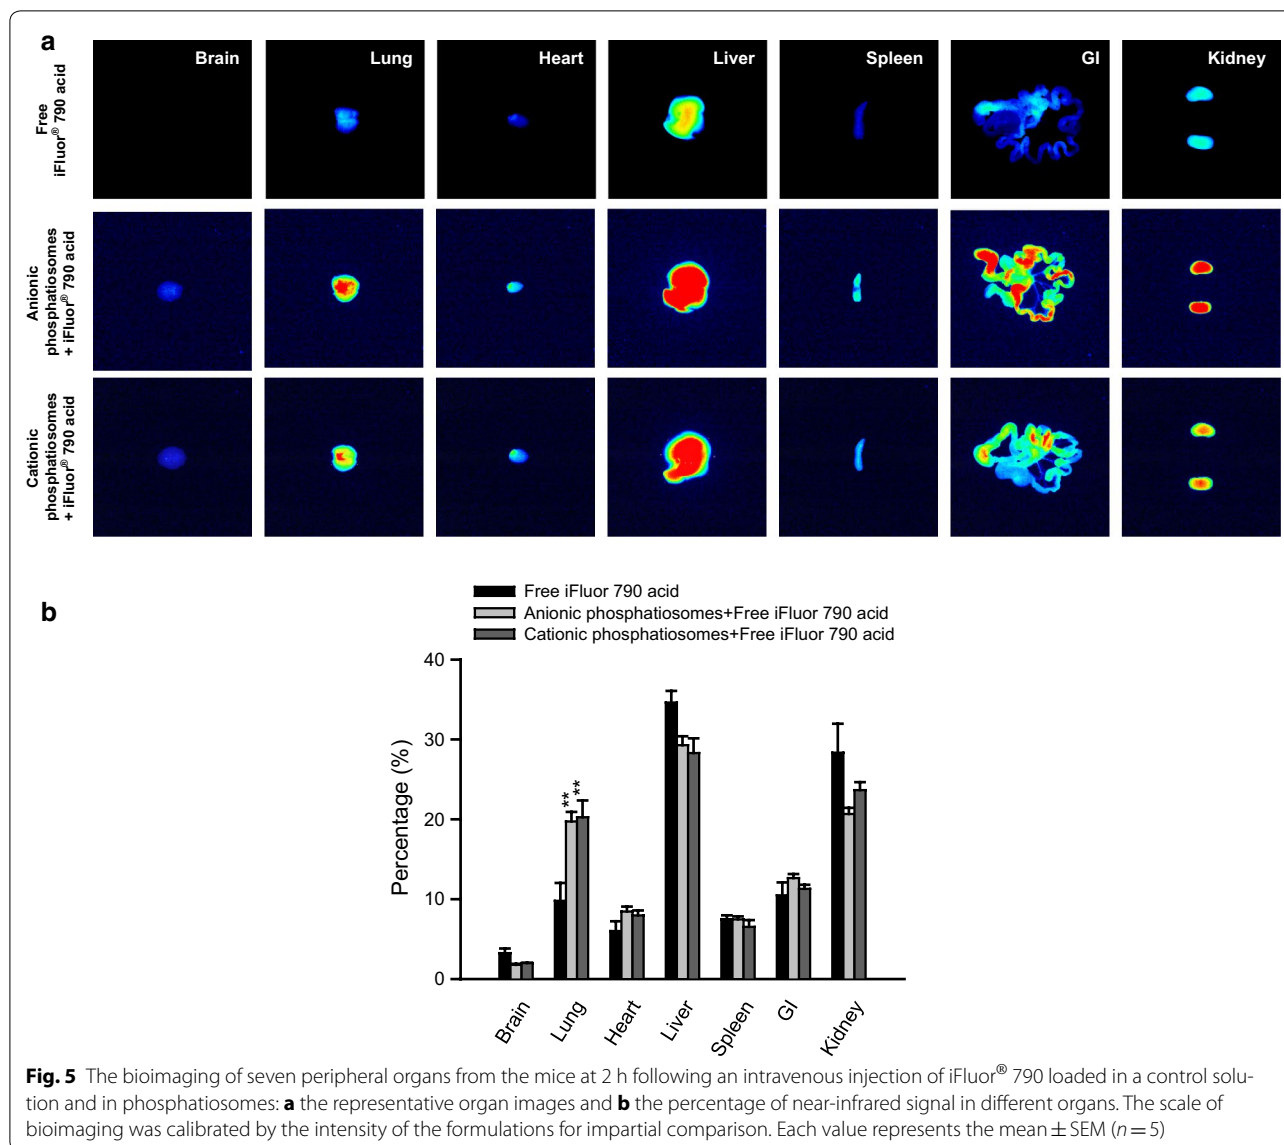 a
Brain
Lung
Heart
Liver
Spleen
GI
Kidney
Free
iFluor® 790 acid
Anionic
phosphatiosomes
+ iFluor® 790 acid
Cationic
phosphatiosomes
+ iFluor® 790 acid
b
Free iFluor 790 acid
Anionic phosphatiosomes+Free iFluor 790 acid
Cationic phosphatiosomes+Free iFluor 790 acid
Percentage (%)
40
30
20
10
0
**
**
Brain
Lung
Heart
Liver
Spleen
GI
Kidney
Fig. 5 The bioimaging of seven peripheral organs from the mice at 2 h following an intravenous injection of iFluor® 790 loaded in a control solu-
tion and in phosphatiosomes: a the representative organ images and b the percentage of near-infrared signal in different organs. The scale of
bioimaging was calibrated by the intensity of the formulations for impartial comparison. Each value represents the mean ± SEM (n = 5)